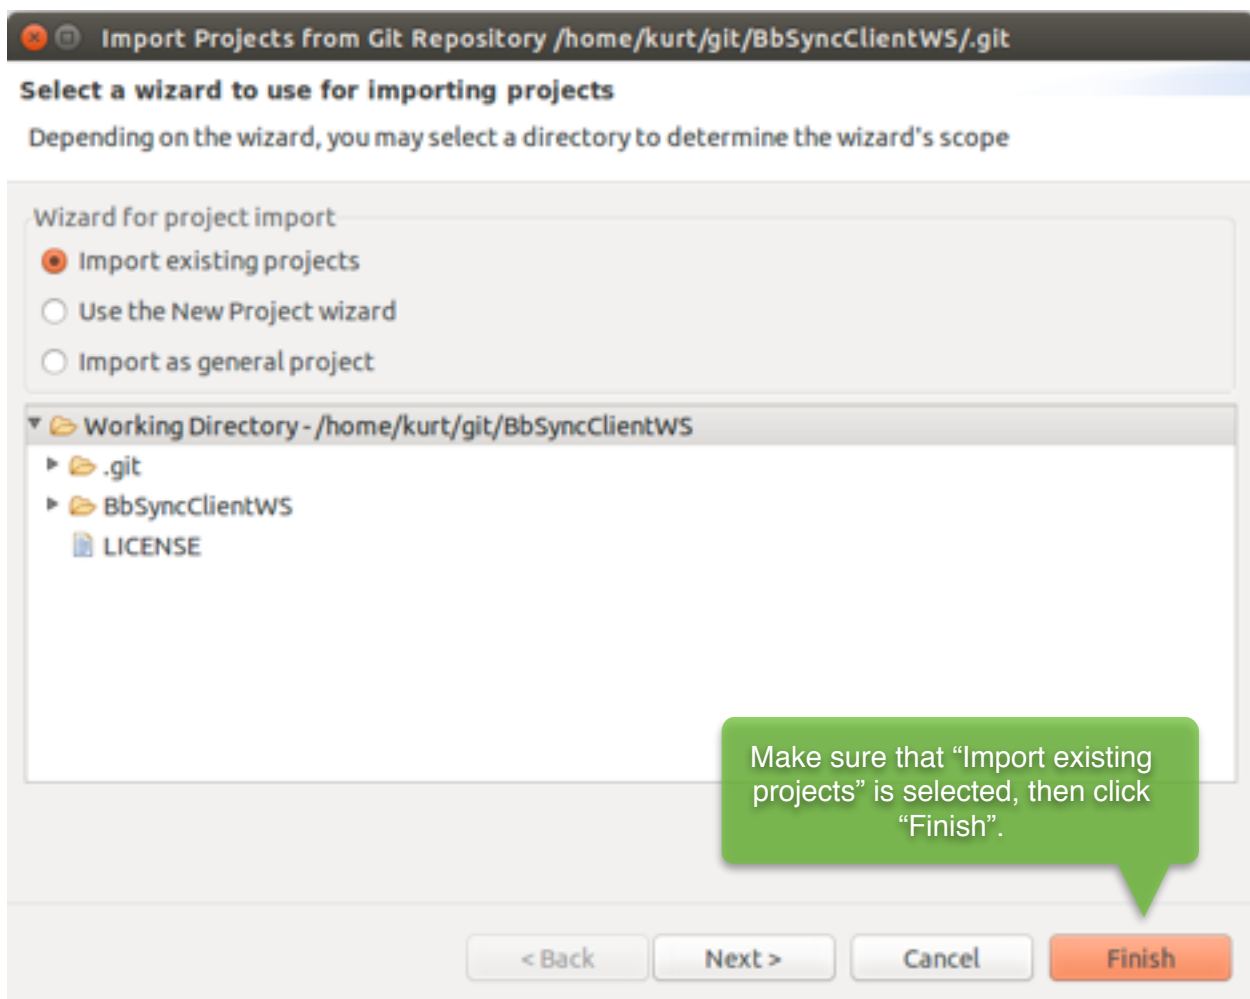 Import Projects from Git Repository /home/kurt/git/BbSyncClientWS/.git
Select a wizard to use for importing projects
Depending on the wizard, you may select a directory to determine the wizard's scope
Wizard for project import
Import existing projects
Use the New Project wizard
Import as general project
Working Directory - /home/kurt/git/BbSyncClientWS
.git
BbSyncClientWS
LICENSE
Make sure that “Import existing
projects” is selected, then click
“Finish”.
< Back
Next >
Cancel
Finish